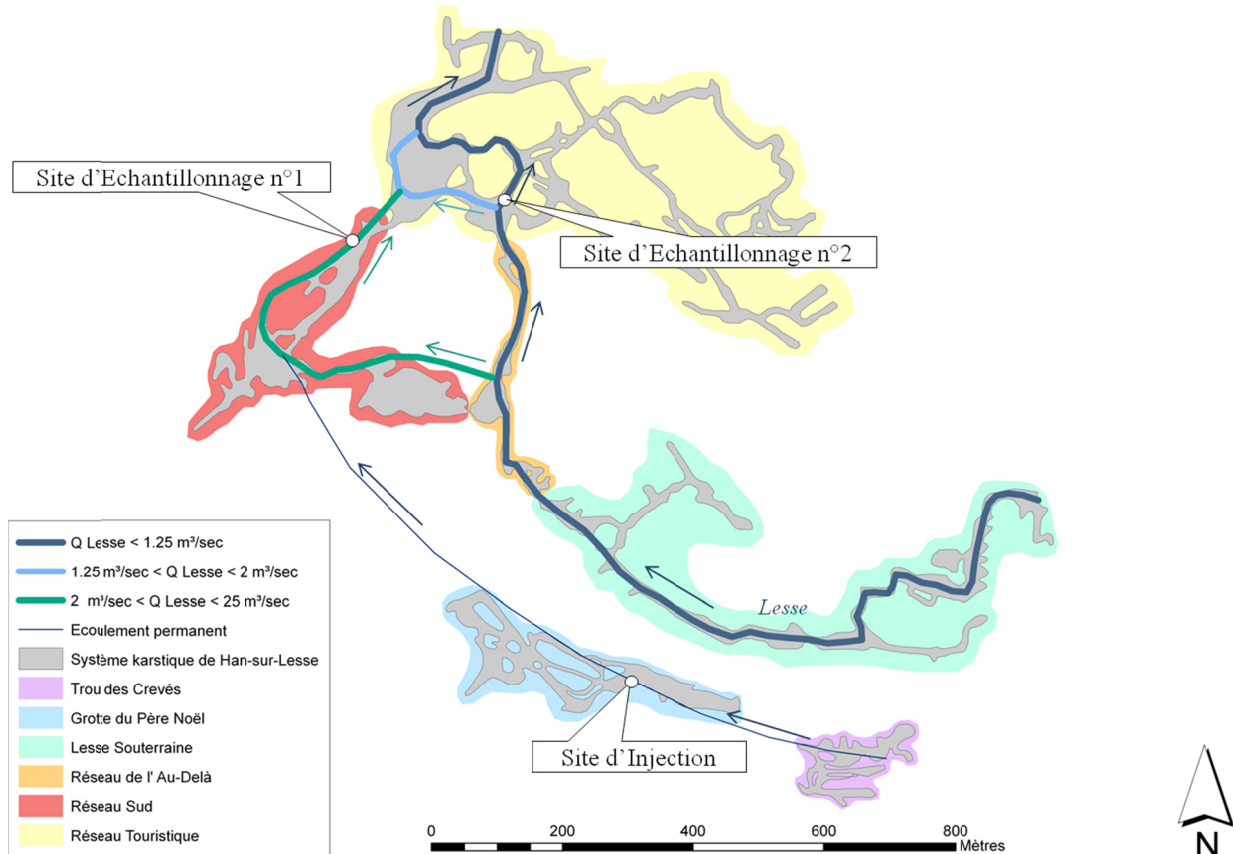 Site d'Echantillonnage n°1
Site d'Echantillonnage n°2
Lesse
Site d'Injection
Q Lesse < 1.25 m³/sec
1.25 m³/sec < Q Lesse < 2 m³/sec
2 m³/sec < Q Lesse < 25 m³/sec
Ecoulement permanent
Système karstique de Han-sur-Lesse
Trou des Crevés
Grotte du Père Noël
Lesse Souterraine
Réseau de l' Au-Delà
Réseau Sud
Réseau Touristique
0 200 400 600 800
Mètres
N